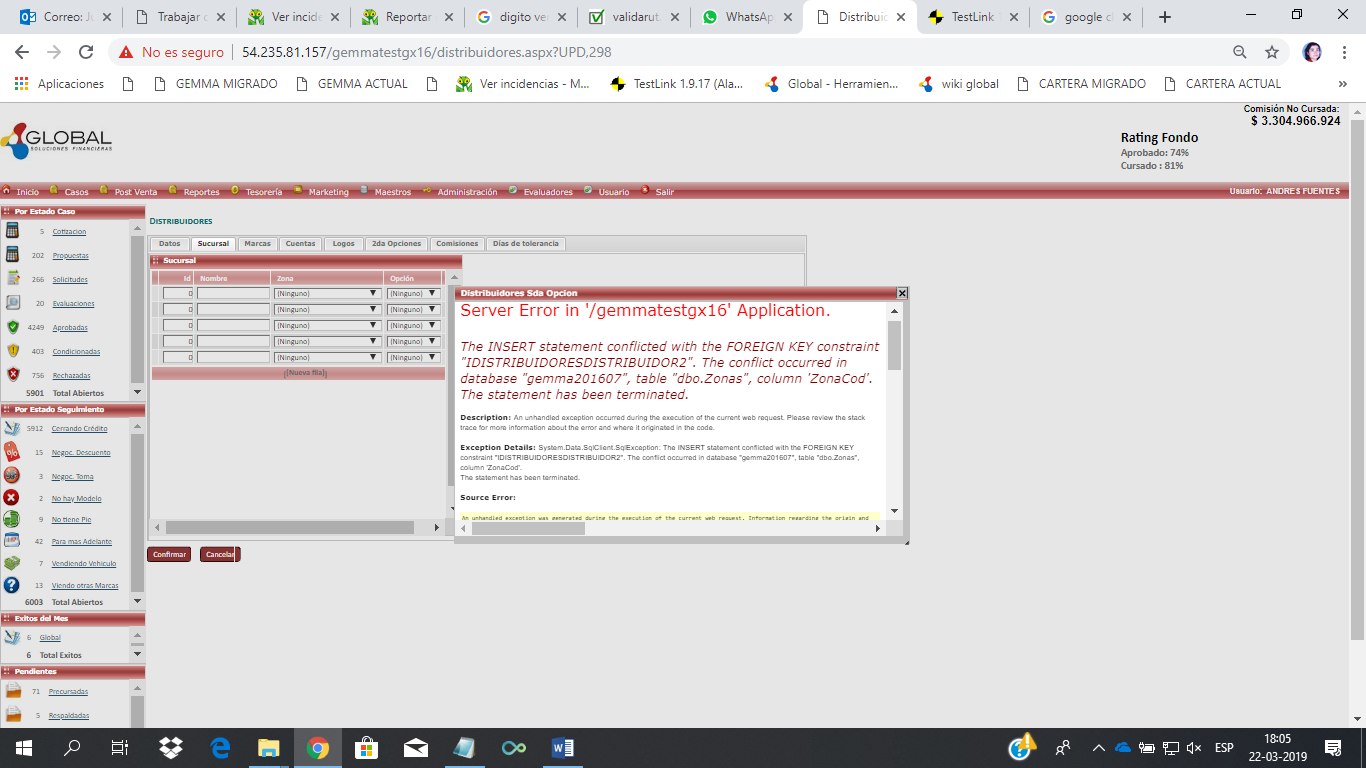 Correo: Ju
Trabajar c
Ver incide
Reportar
digito ve
validarut.
WhatsAp
Distribuid
TestLink 1
google cl
No es seguro | 54.235.81.157/gemmatestgx16/distribuidores.aspx?UPD,298
Aplicaciones
GEMMA MIGRADO
GEMMA ACTUAL
Ver incidencias - M...
TestLink 1.9.17 (Ala...
Global - Herramien...
wiki global
CARTERA MIGRADO
CARTERA ACTUAL
»
Comisión No Cursada:
$ 3.304.966.924
GLOBAL
SOLUCIONES FINANCIERAS
Rating Fondo
Aprobado: 74%
Cursado : 81%
Inicio Casos Post Venta Reportes Tesorería Marketing Maestros Administración Evaluadores Usuario Salir
Usuario: ANDRES FUENTES
Por Estado Caso
5 Cotizacion
202 Propuestas
266 Solicitudes
20 Evaluaciones
4249 Aprobadas
403 Condicionadas
756 Rechazadas
5901 Total Abiertos
Por Estado Seguimiento
5912 Cerrando Crédito
15 Negoc. Descuento
3 Negoc. Toma
2 No hay Modelo
9 No tiene Pie
42 Para mas Adelante
7 Vendiendo Vehiculo
13 Viendo otras Marcas
6003 Total Abiertos
Exitos del Mes
6 Global
6 Total Exitos
Pendientes
71 Precursadas
5 Respaldadas
DISTRIBUIDORES
Datos Sucursal Marcas Cuentas Logos 2da Opciones Comisiones Días de tolerancia
Sucursal
Id Nombre Zona Opción
0 (Ninguno) (Ninguno)
0 (Ninguno) (Ninguno)
0 (Ninguno) (Ninguno)
0 (Ninguno) (Ninguno)
0 (Ninguno) (Ninguno)
[Nueva fila]
Confirmar Cancelar
Distribuidores Sda Opcion
Server Error in '/gemmatestgx16' Application.
The INSERT statement conflicted with the FOREIGN KEY constraint
"IDISTRIBUIDORESDISTRIBUIDOR2". The conflict occurred in
database "gemma201607", table "dbo.Zonas", column 'ZonaCod'.
The statement has been terminated.
Description: An unhandled exception occurred during the execution of the current web request. Please review the stack
trace for more information about the error and where it originated in the code.
Exception Details: System.Data.SqlClient.SqlException: The INSERT statement conflicted with the FOREIGN KEY
constraint "IDISTRIBUIDORESDISTRIBUIDOR2". The conflict occurred in database "gemma201607", table "dbo.Zonas",
column 'ZonaCod'.
The statement has been terminated.
Source Error:
An unhandled exception was generated during the execution of the current web request. Information regarding the origin and
ESP
18:05
22-03-2019